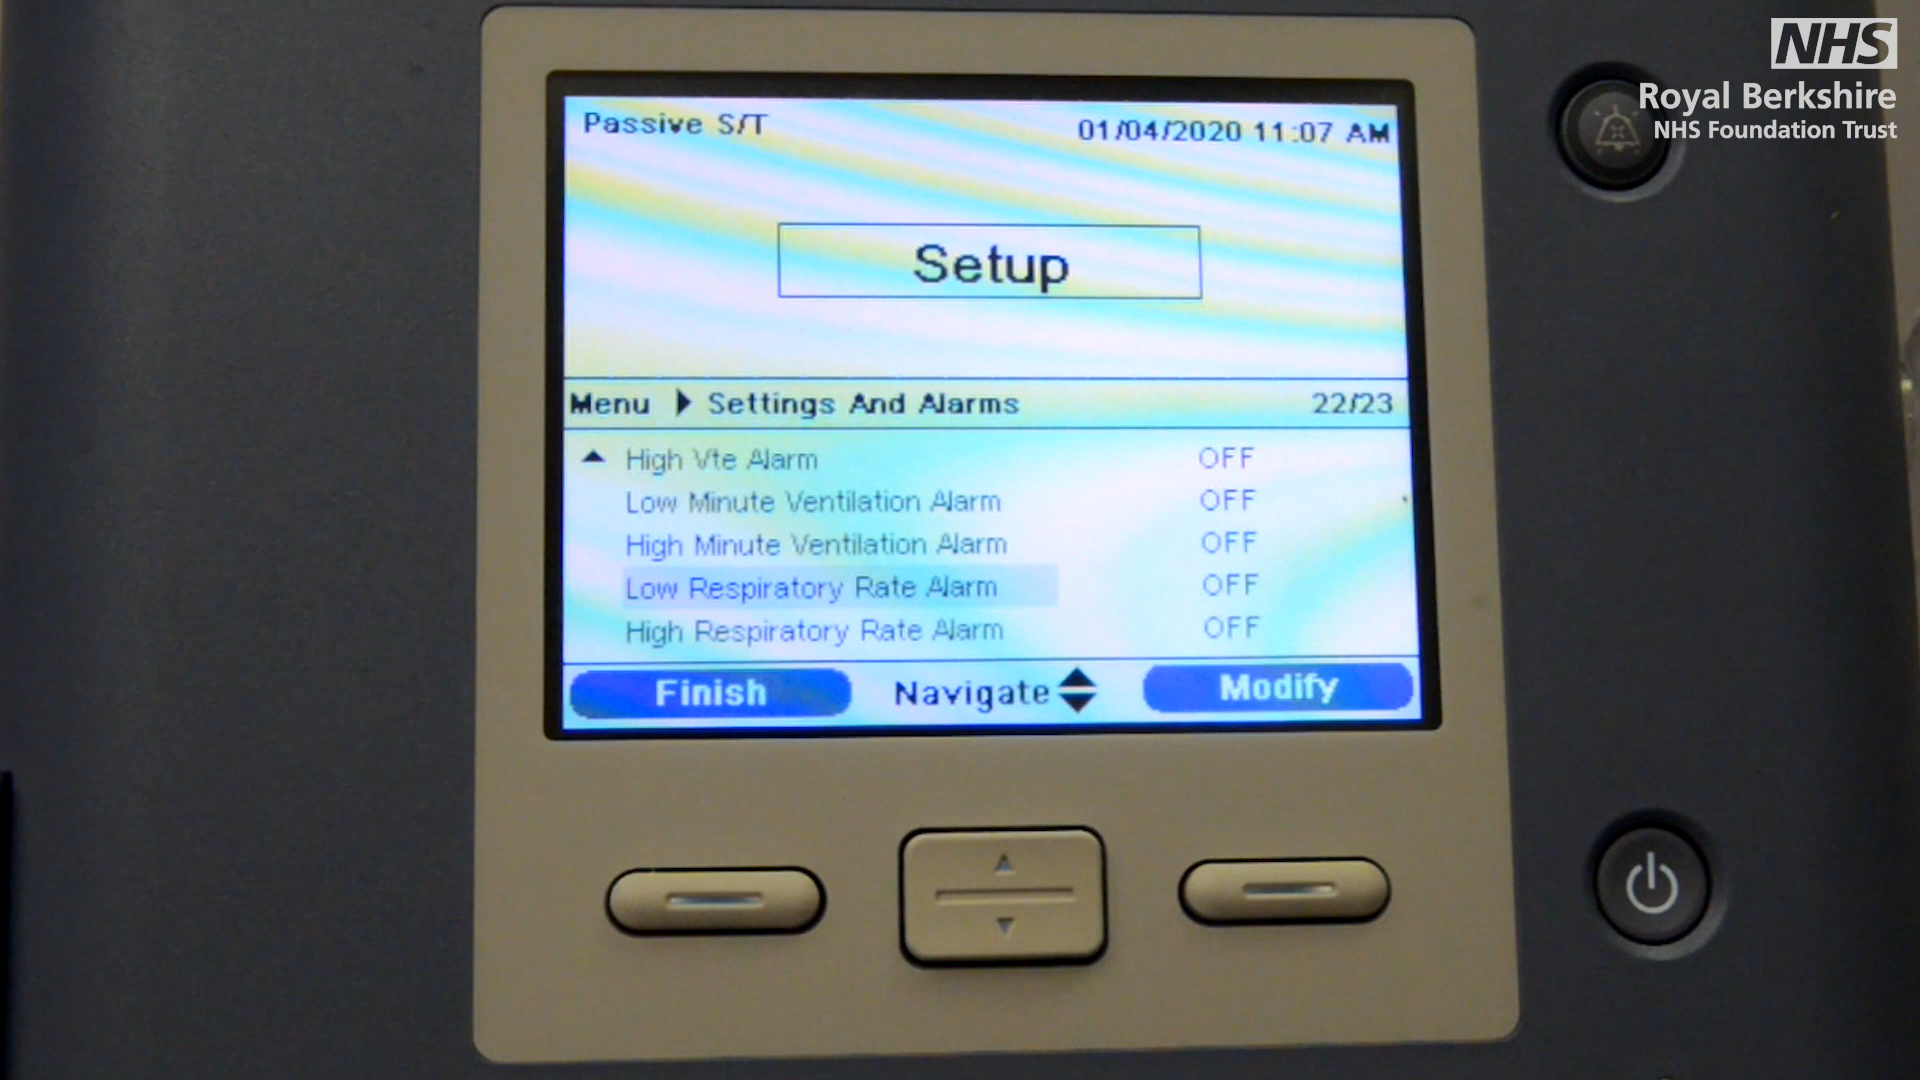 NHS
Royal Berkshire
NHS Foundation Trust
Passive S/T 01/04/2020 11:07 AM
Setup
Menu Settings And Alarms 22/23
High Vte Alarm OFF
Low Minute Ventilation Alarm OFF
High Minute Ventilation Alarm OFF
Low Respiratory Rate Alarm OFF
High Respiratory Rate Alarm OFF
Finish Navigate Modify